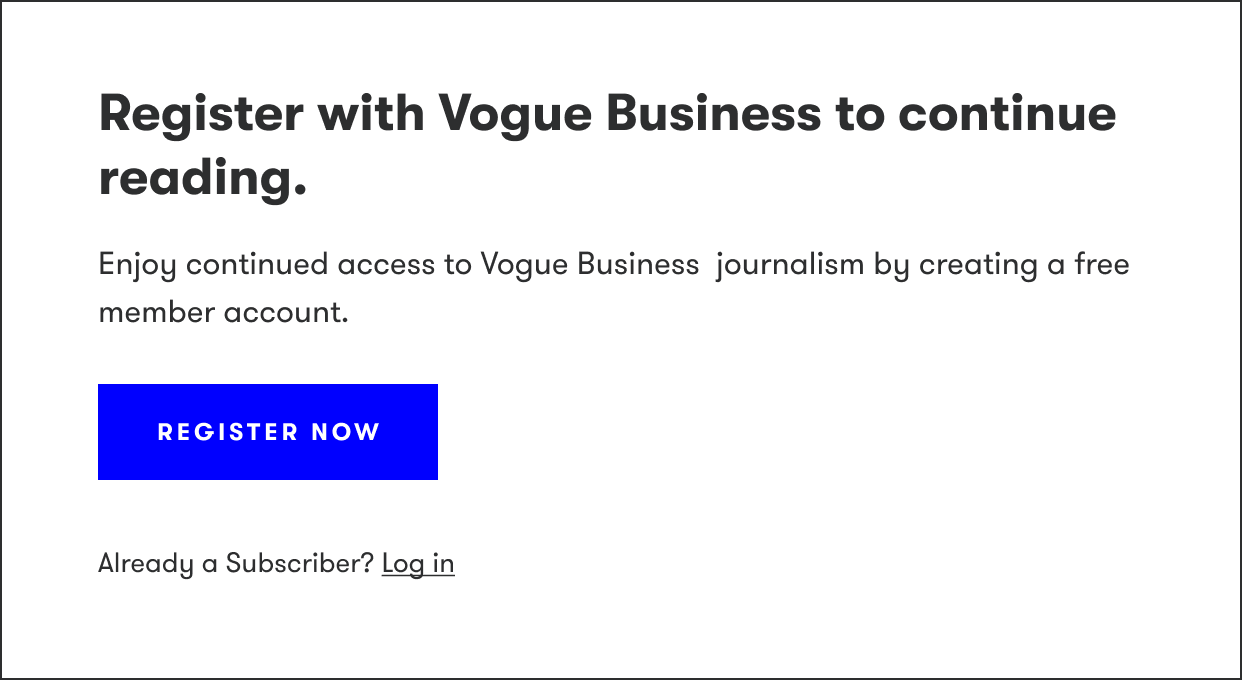 Register with Vogue Business to continue
reading.
Enjoy continued access to Vogue Business  journalism by creating a free
member account.
REGISTER NOW
Already a Subscriber? Log in